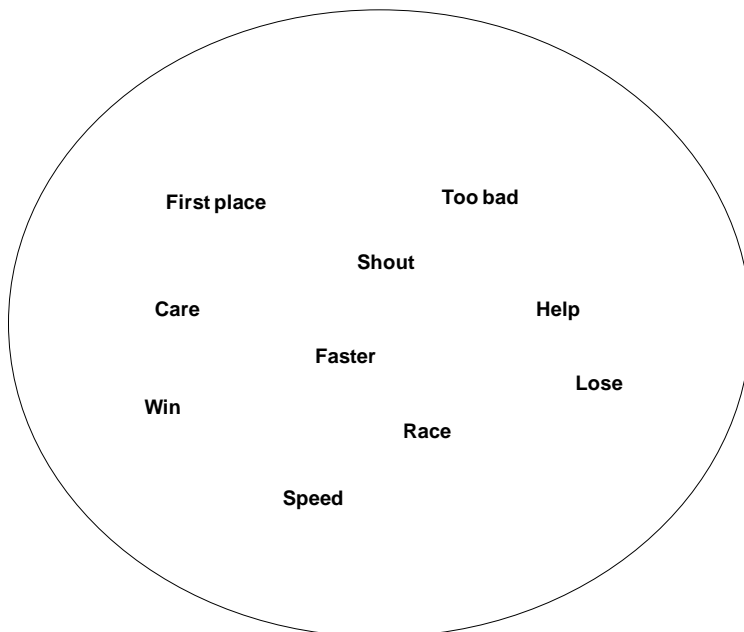 First place
Too bad
Shout
Care
Help
Faster
Lose
Win
Race
Speed